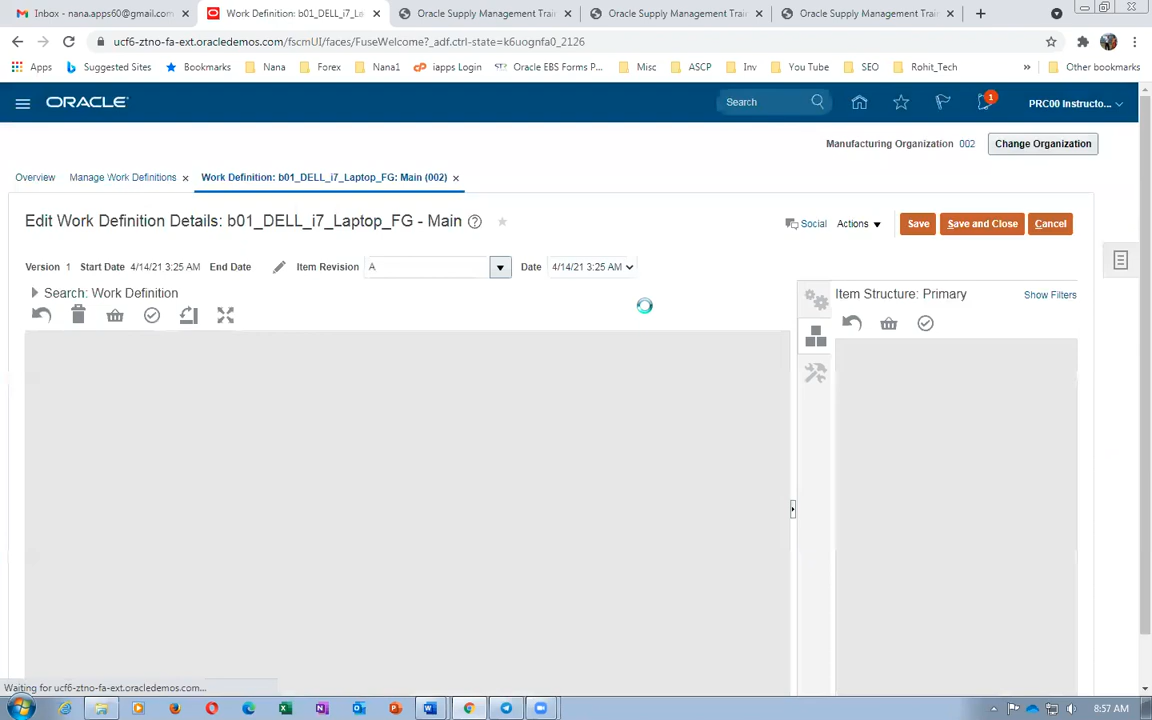 Inbox - nana.apps60@gmail.com
Work Definition: b01_DELL_i7_La
Oracle Supply Management Trai
Oracle Supply Management Trai
Oracle Supply Management Trai
ucf6-ztno-fa-ext.oracledemos.com/fscmUI/faces/FuseWelcome?_adf.ctrl-state=k6uognfa0_2126
Apps
Suggested Sites
Bookmarks
Nana
Forex
Nana1
iapps Login
Oracle EBS Forms P...
Misc
ASCP
Inv
You Tube
SEO
Rohit_Tech
»
Other bookmarks
ORACLE
Search
1
PRC00 Instructo...
Manufacturing Organization 002
Change Organization
Overview
Manage Work Definitions
Work Definition: b01_DELL_i7_Laptop_FG: Main (002)
Edit Work Definition Details: b01_DELL_i7_Laptop_FG - Main
Social
Actions
Save
Save and Close
Cancel
Version 1 Start Date 4/14/21 3:25 AM End Date
Item Revision A
Date 4/14/21 3:25 AM
Search: Work Definition
Item Structure: Primary
Show Filters
Waiting for ucf6-ztno-fa-ext.oracledemos.com...
8:57 AM